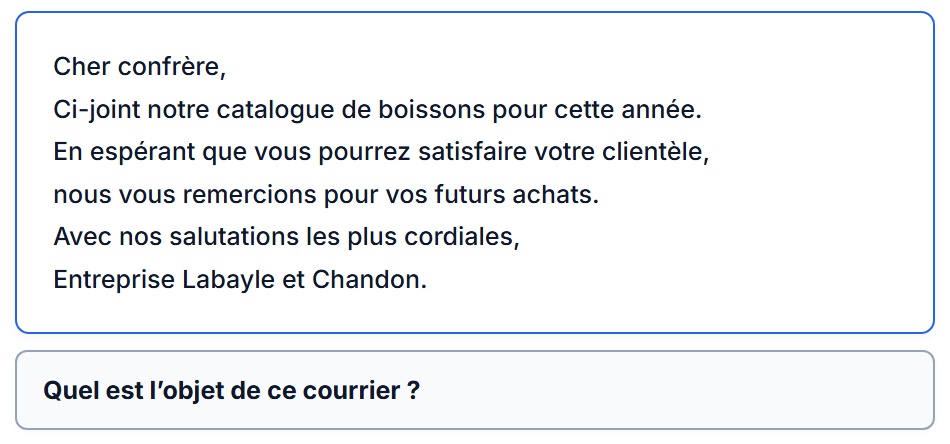 Cher confrère,
Ci-joint notre catalogue de boissons pour cette année.
En espérant que vous pourrez satisfaire votre clientèle,
nous vous remercions pour vos futurs achats.
Avec nos salutations les plus cordiales,
Entreprise Labayle et Chandon.
Quel est l’objet de ce courrier ?